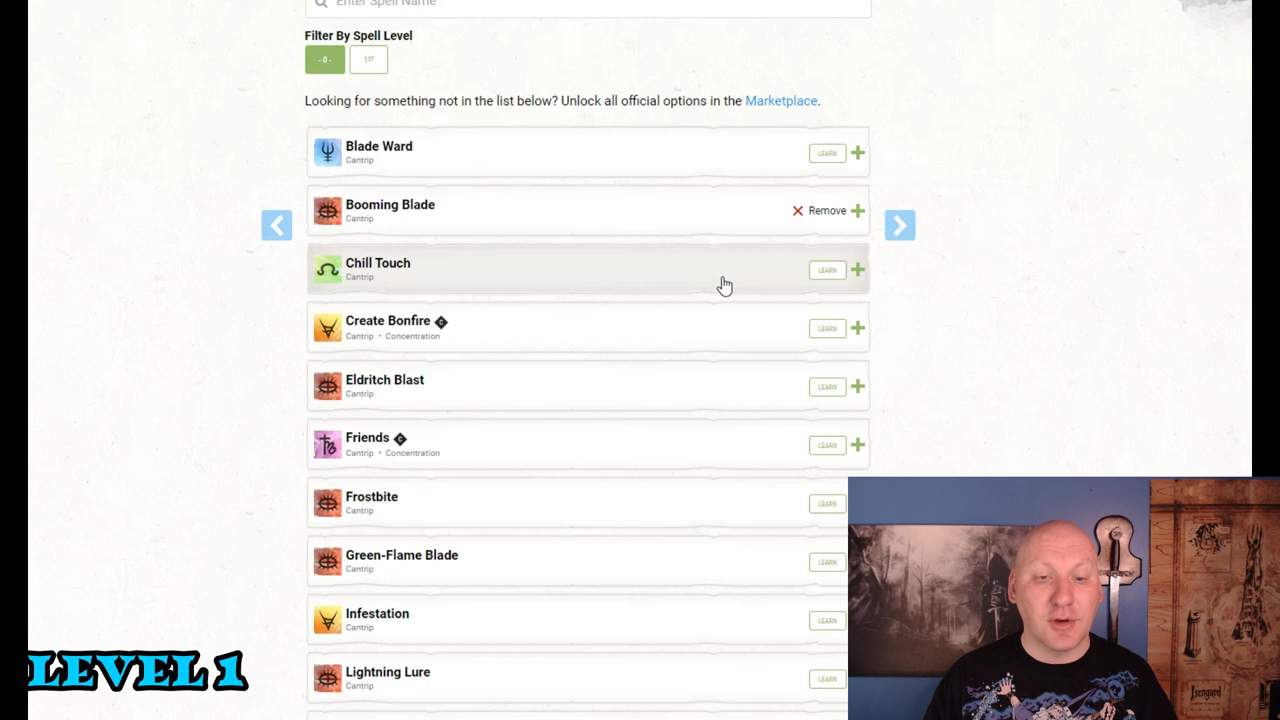 Enter Spell Name
Filter By Spell Level
- 0 -
1ST
Looking for something not in the list below? Unlock all official options in the Marketplace.
Blade Ward
Cantrip
LEARN
Booming Blade
Cantrip
Remove
Chill Touch
Cantrip
LEARN
Create Bonfire
Cantrip • Concentration
LEARN
Eldritch Blast
Cantrip
LEARN
Friends
Cantrip • Concentration
LEARN
Frostbite
Cantrip
LEARN
Green-Flame Blade
Cantrip
LEARN
Infestation
Cantrip
LEARN
Lightning Lure
Cantrip
LEARN
LEVEL 1
Isengard